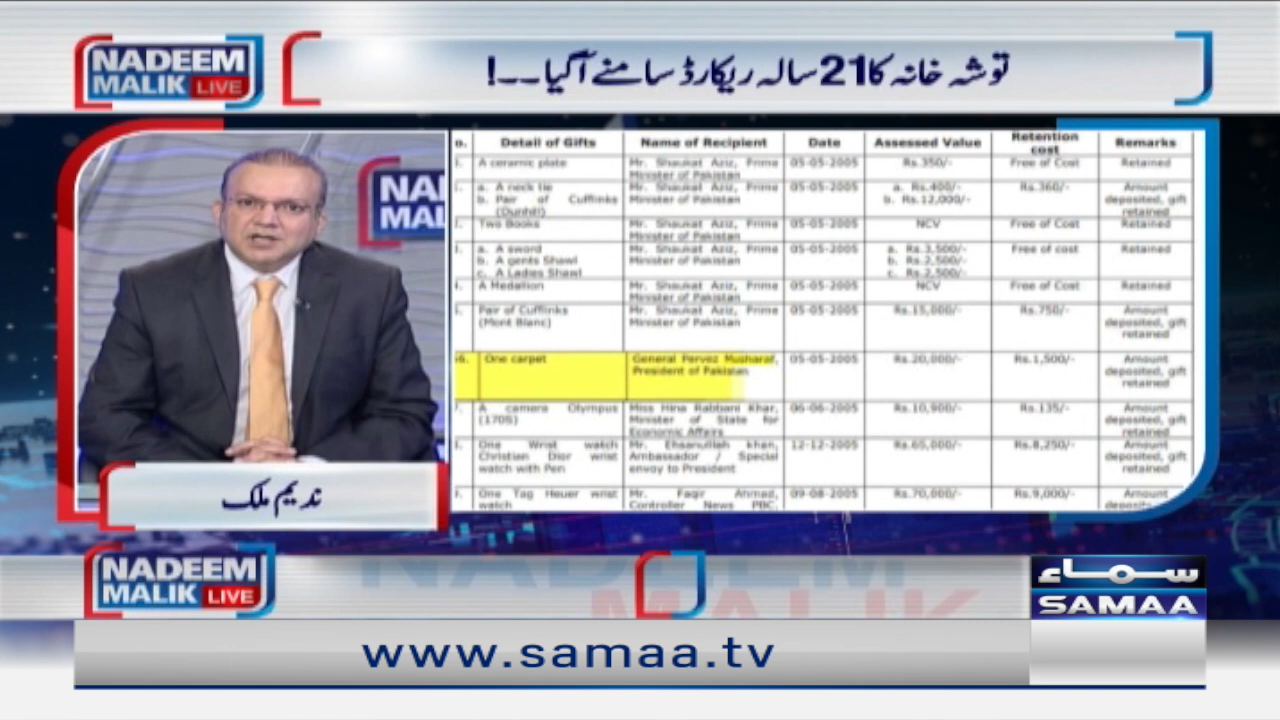 NADEEM
MALIK LIVE
توشہ خانہ کا 21 سالہ ریکارڈ سامنے آگیا۔۔!
NAD
MAL
o. Detail of Gifts Name of Recipient Date Assessed Value Retention cost Remarks
A ceramic plate Mr. Shaukat Aziz, Prime Minister of Pakistan 05-05-2005 Rs.350/- Free of Cost Retained
a. A neck tie b. Pair of Cufflinks (Dunhill) Mr. Shaukat Aziz, Prime Minister of Pakistan 05-05-2005 a. Rs.400/- b. Rs.12,000/- Rs.360/- Amount deposited, gift retained
Two Books Mr. Shaukat Aziz, Prime Minister of Pakistan 05-05-2005 NCV Free of Cost Retained
a. A sword b. A gents Shawl c. A Ladies Shawl Mr. Shaukat Aziz, Prime Minister of Pakistan 05-05-2005 a. Rs.3,500/- b. Rs.2,500/- c. Rs.2,500/- Free of cost Retained
A Medallion Mr. Shaukat Aziz, Prime Minister of Pakistan 05-05-2005 NCV Free of Cost Retained
Pair of Cufflinks (Mont Blanc) Mr. Shaukat Aziz, Prime Minister of Pakistan 05-05-2005 Rs.15,000/- Rs.750/- Amount deposited, gift retained
6. One carpet General Pervez Musharaf, President of Pakistan 05-05-2005 Rs.20,000/- Rs.1,500/- Amount deposited, gift retained
A camera Olympus (170S) Miss Hina Rabbani Khar, Minister of State for Economic Affairs 06-06-2005 Rs.10,900/- Rs.135/- Amount deposited, gift retained
One Wrist watch Christian Dior wrist watch with Pen Mr. Ehsanulllah khan, Ambassador / Special envoy to President 12-12-2005 Rs.65,000/- Rs.8,250/- Amount deposited, gift retained
One Tag Heuer wrist watch Mr. Faqir Ahmad, Controller News PBC, 09-08-2005 Rs.70,000/- Rs.9,000/- Amount
ندیم ملک
NADEEM
MALIK LIVE
سماء
SAMAA
www.samaa.tv